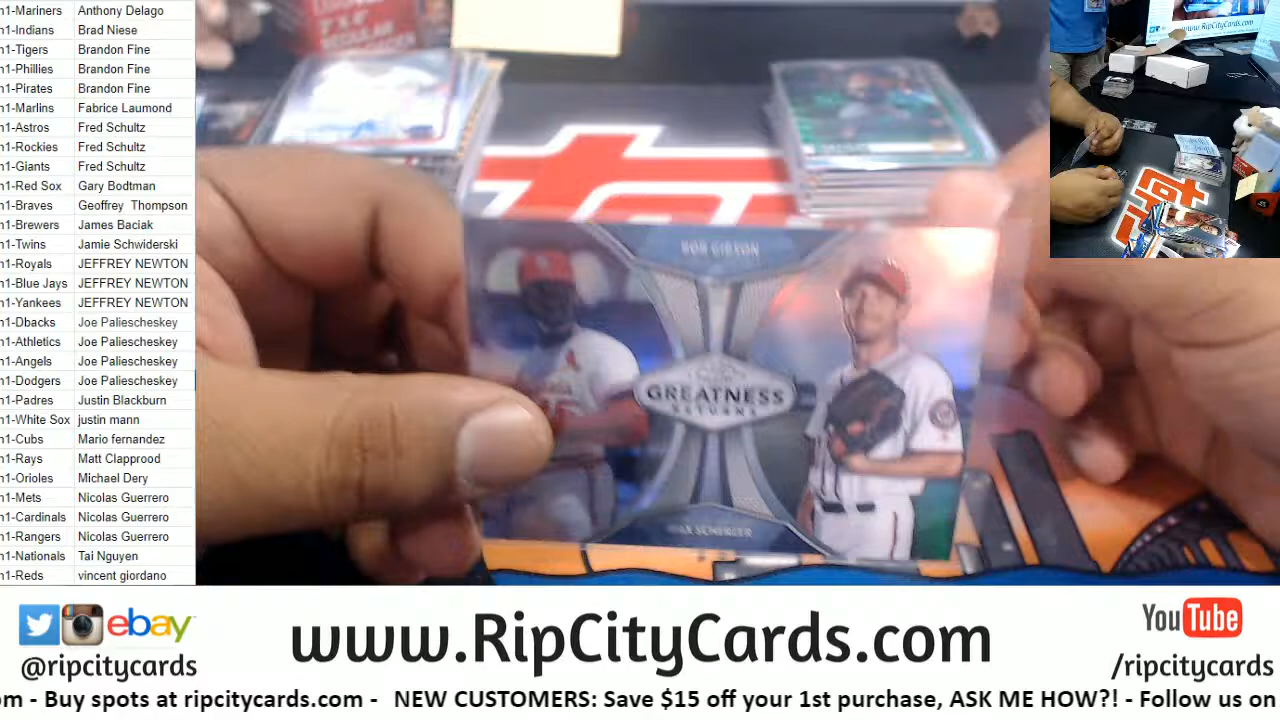 n1-Mariners Anthony Delago
n1-Indians Brad Niese
n1-Tigers Brandon Fine
n1-Phillies Brandon Fine
n1-Pirates Brandon Fine
n1-Marlins Fabrice Laumond
n1-Astros Fred Schultz
n1-Rockies Fred Schultz
n1-Giants Fred Schultz
n1-Red Sox Gary Bodtman
n1-Braves Geoffrey Thompson
n1-Brewers James Baciak
n1-Twins Jamie Schwiderski
n1-Royals JEFFREY NEWTON
n1-Blue Jays JEFFREY NEWTON
n1-Yankees JEFFREY NEWTON
n1-Dbacks Joe Paliescheskey
n1-Athletics Joe Paliescheskey
n1-Angels Joe Paliescheskey
n1-Dodgers Joe Paliescheskey
n1-Padres Justin Blackburn
n1-White Sox justin mann
n1-Cubs Mario fernandez
n1-Rays Matt Clapprood
n1-Orioles Michael Dery
n1-Mets Nicolas Guerrero
n1-Cardinals Nicolas Guerrero
n1-Rangers Nicolas Guerrero
n1-Nationals Tai Nguyen
n1-Reds vincent giordano
REGULAR
BOB GIBSON
GREATNESS
RETURNS
MAX SCHERZER
www.RipCityCards.com
ebay
@ripcitycards
www.RipCityCards.com
You Tube
/ripcitycards
om - Buy spots at ripcitycards.com - NEW CUSTOMERS: Save $15 off your 1st purchase, ASK ME HOW?! - Follow us on